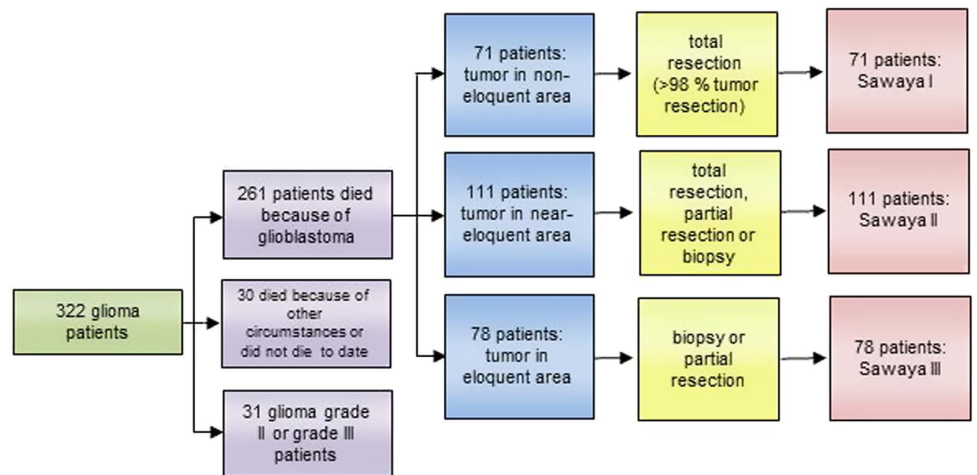 322 glioma
patients
261 patients died
because of
glioblastoma
30 died because of
other
circumstances or
did not die to date
31 glioma grade
II or grade III
patients
71 patients:
tumor in non-
eloquent area
total
resection
(>98 % tumor
resection)
71 patients:
Sawaya I
111 patients:
tumor in near-
eloquent area
total
resection,
partial
resection or
biopsy
111 patients:
Sawaya II
78 patients:
tumor in
eloquent area
biopsy or
partial
resection
78 patients:
Sawaya III